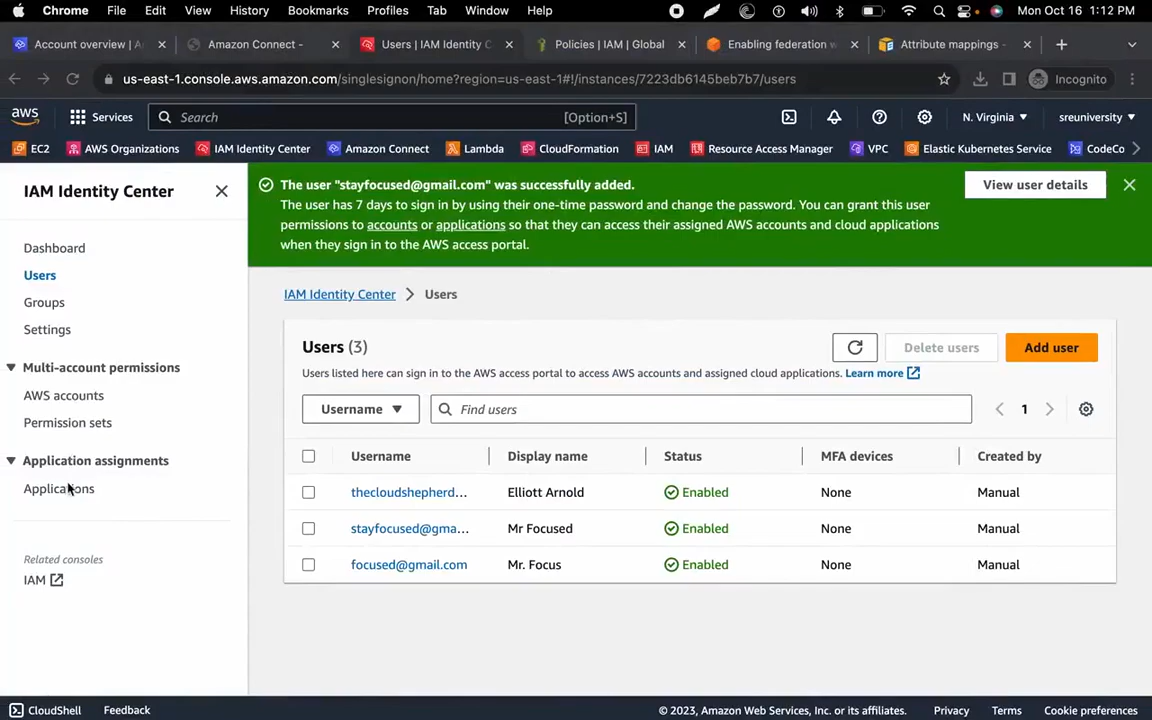 Chrome File Edit View History Bookmarks Profiles Tab Window Help Mon Oct 16 1:12 PM
Account overview | A Amazon Connect - Users | IAM Identity C Policies | IAM | Global Enabling federation w Attribute mappings -
us-east-1.console.aws.amazon.com/singlesignon/home?region=us-east-1#!/instances/7223db6145beb7b7/users Incognito
aws Services Search [Option+S] N. Virginia sreuniversity
EC2 AWS Organizations IAM Identity Center Amazon Connect Lambda CloudFormation IAM Resource Access Manager VPC Elastic Kubernetes Service CodeCo
IAM Identity Center
Dashboard
Users
Groups
Settings
Multi-account permissions
AWS accounts
Permission sets
Application assignments
Applications
Related consoles
IAM
The user "stayfocused@gmail.com" was successfully added.
The user has 7 days to sign in by using their one-time password and change the password. You can grant this user
permissions to accounts or applications so that they can access their assigned AWS accounts and cloud applications
when they sign in to the AWS access portal.
View user details
IAM Identity Center Users
Users (3)
Delete users Add user
Users listed here can sign in to the AWS access portal to access AWS accounts and assigned cloud applications. Learn more
Username Find users 1
Username Display name Status MFA devices Created by
thecloudshepherd... Elliott Arnold Enabled None Manual
stayfocused@gma... Mr Focused Enabled None Manual
focused@gmail.com Mr. Focus Enabled None Manual
CloudShell Feedback © 2023, Amazon Web Services, Inc. or its affiliates. Privacy Terms Cookie preferences